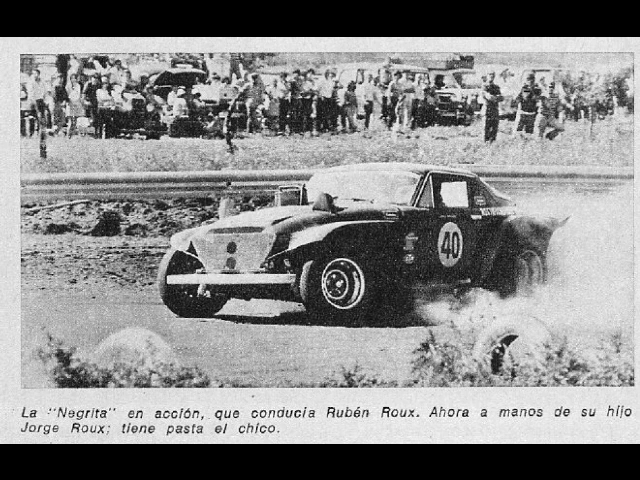 40
La "Negrita" en acción, que conducía Rubén Roux. Ahora a manos de su hijo
Jorge Roux; tiene pasta el chico.